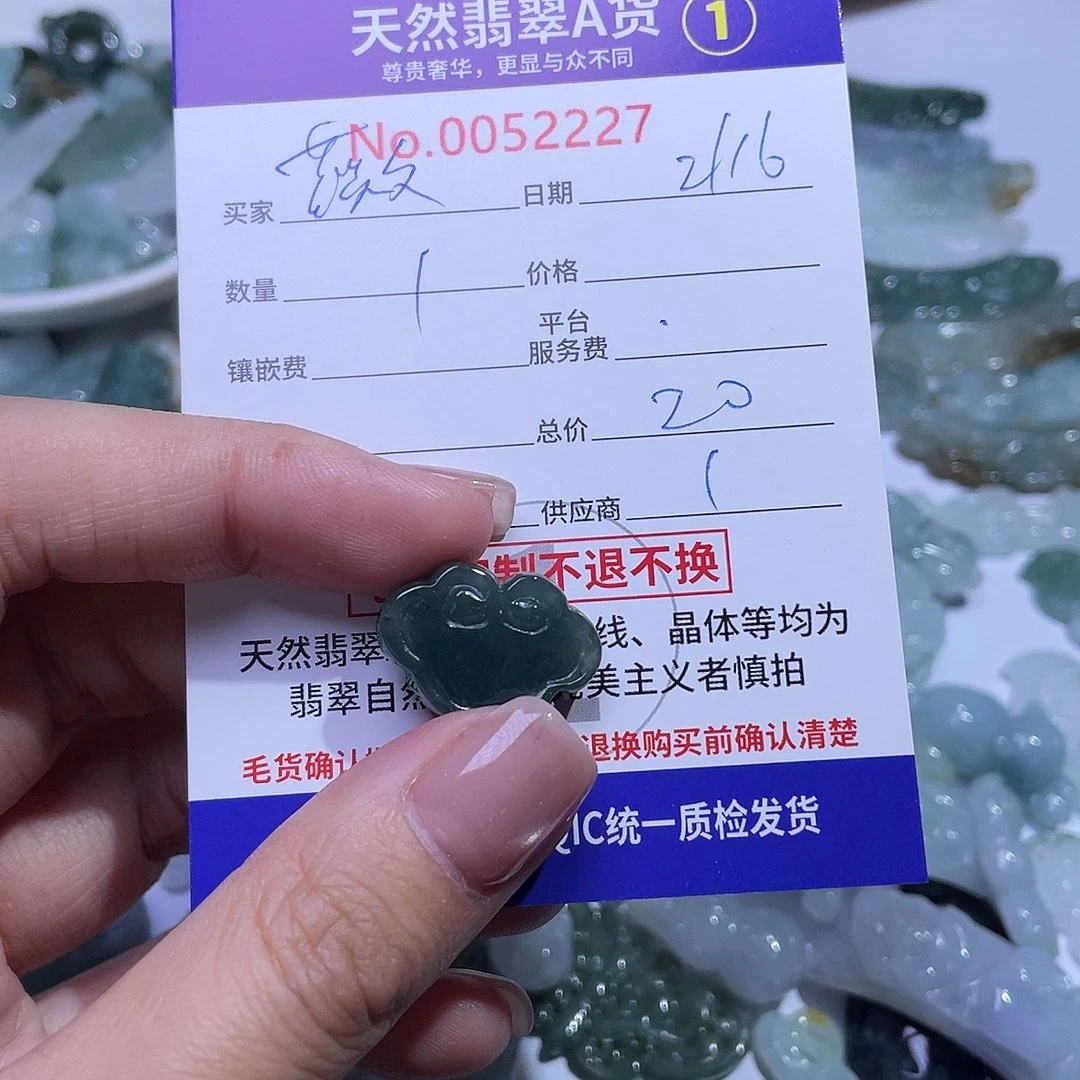 天然翡翠A货 1
尊贵奢华，更显与众不同
No.0052227
买家 日期 2/16
数量 1 价格
平台
镶嵌费 服务费
总价 20
供应商 1
制不退不换
天然翡翠 线、晶体等均为
翡翠自然 美主义者慎拍
毛货确认 退换购买前确认清楚
QIC统一质检发货